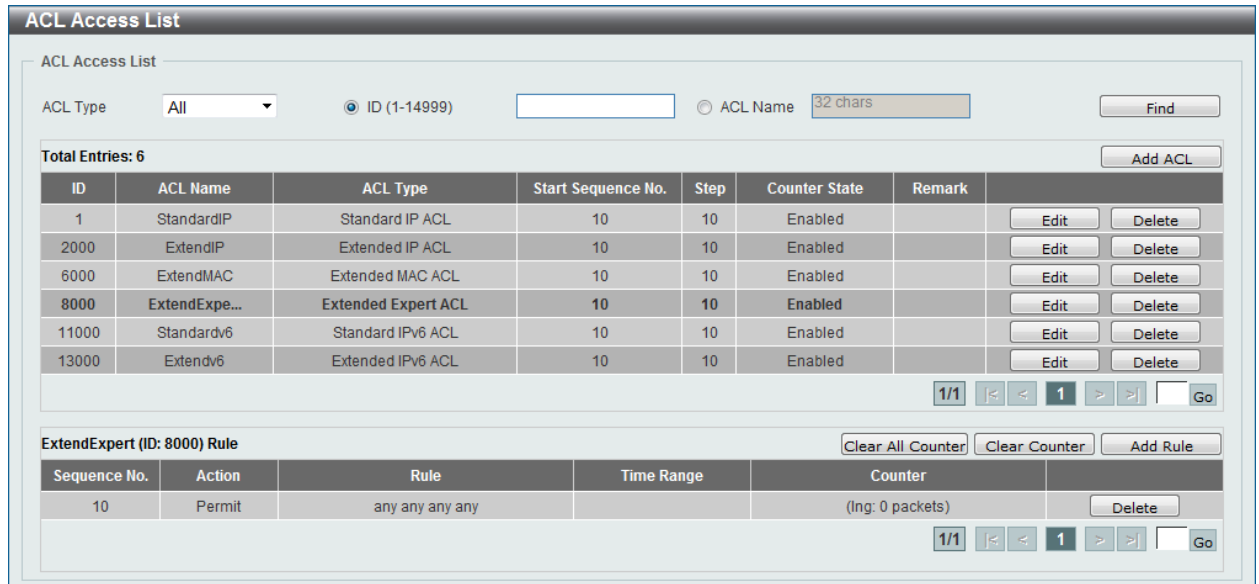 ACL Access List
ACL Access List
ACL Type All ID (1-14999) ACL Name 32 chars Find
Total Entries: 6 Add ACL
ID ACL Name ACL Type Start Sequence No. Step Counter State Remark
1 StandardIP Standard IP ACL 10 10 Enabled Edit Delete
2000 ExtendIP Extended IP ACL 10 10 Enabled Edit Delete
6000 ExtendMAC Extended MAC ACL 10 10 Enabled Edit Delete
8000 ExtendExpe... Extended Expert ACL 10 10 Enabled Edit Delete
11000 Standardv6 Standard IPv6 ACL 10 10 Enabled Edit Delete
13000 Extendv6 Extended IPv6 ACL 10 10 Enabled Edit Delete
1/1 |< < 1 > >| Go
ExtendExpert (ID: 8000) Rule Clear All Counter Clear Counter Add Rule
Sequence No. Action Rule Time Range Counter
10 Permit any any any any (Ing: 0 packets) Delete
1/1 |< < 1 > >| Go